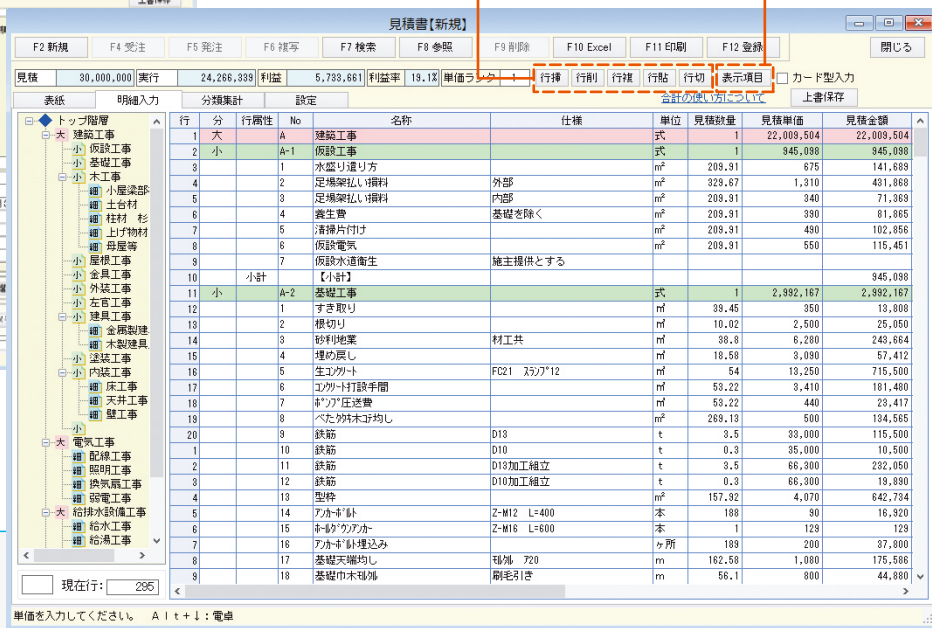 上書保存
見積書【新規】
F2 新規 F4 受注 F5 発注 F6 複写 F7 検索 F8 参照 F9 削除 F10 Excel F11 印刷 F12 登録 閉じる
見積 30,000,000 実行 24,266,339 利益 5,733,661 利益率 19.1% 単価ランク 1 行挿 行削 行複 行貼 行切 表示項目 カード型入力
表紙 明細入力 分類集計 設定 合計の使い方について 上書保存
トップ階層
大 建築工事
小 仮設工事
小 基礎工事
小 木工事
細 小屋梁部
細 土台材
細 柱材 杉
細 上げ物材
細 母屋等
小 屋根工事
小 金具工事
小 外装工事
小 左官工事
小 建具工事
細 金属製建
細 木製建具
小 塗装工事
小 内装工事
細 床工事
細 天井工事
細 壁工事
小
大 電気工事
細 配線工事
細 照明工事
細 換気扇工事
細 弱電工事
大 給排水設備工事
細 給水工事
細 給湯工事
現在行: 295
行 分 行属性 No 名称 仕様 単位 見積数量 見積単価 見積金額
1 大 A 建築工事 式 1 22,009,504 22,009,504
2 小 A-1 仮設工事 式 1 945,098 945,098
3 1 水盛り遣り方 m² 209.91 675 141,689
4 2 足場架払い損料 外部 m² 329.67 1,310 431,868
5 3 足場架払い損料 内部 m² 209.91 340 71,369
6 4 養生費 基礎を除く m² 209.91 390 81,865
7 5 清掃片付け m² 209.91 490 102,856
8 6 仮設電気 m² 209.91 550 115,451
9 7 仮設水道衛生 施主提供とする
10 小計 【小計】 945,098
11 小 A-2 基礎工事 式 1 2,992,167 2,992,167
12 1 すき取り ㎥ 39.45 350 13,808
13 2 根切り ㎥ 10.02 2,500 25,050
14 3 砂利地業 材工共 ㎥ 38.8 6,280 243,664
15 4 埋め戻し ㎥ 18.58 3,090 57,412
16 5 生ｺﾝｸﾘｰﾄ FC21 ｽﾗﾝﾌﾟ12 ㎥ 54 13,250 715,500
17 6 ｺﾝｸﾘｰﾄ打設手間 ㎥ 53.22 3,410 181,480
18 7 ﾎﾟﾝﾌﾟ圧送費 ㎥ 53.22 440 23,417
19 8 べたﾀﾀｷ木ｺﾃ均し m² 269.13 500 134,565
20 9 鉄筋 D13 t 3.5 33,000 115,500
1 10 鉄筋 D10 t 0.3 35,000 10,500
2 11 鉄筋 D13加工組立 t 3.5 66,300 232,050
3 12 鉄筋 D10加工組立 t 0.3 66,300 19,890
4 13 型枠 m² 157.92 4,070 642,734
5 14 ｱﾝｶｰﾎﾞﾙﾄ Z-M12 L=400 本 188 90 16,920
6 15 ﾎｰﾙﾀﾞｳﾝｱﾝｶｰ Z-M16 L=600 本 1 129 129
7 16 ｱﾝｶｰﾎﾞﾙﾄ埋込み ヶ所 189 200 37,800
8 17 基礎天端均し ﾓﾙﾀﾙ ｱ20 m 162.58 1,080 175,586
9 18 基礎巾木ﾓﾙﾀﾙ 刷毛引き m 56.1 800 44,880
単価を入力してください。 Ａｌｔ＋↓：電卓